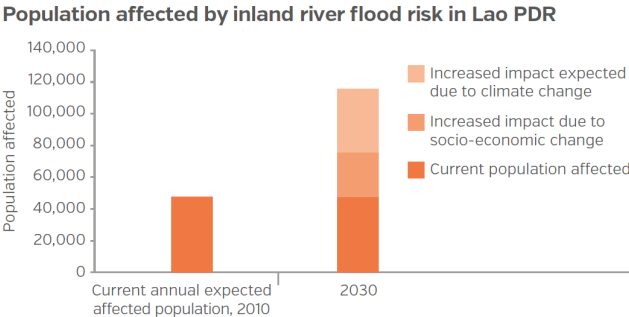 Population affected by inland river flood risk in Lao PDR
Population affected
140,000
120,000
100,000
80,000
60,000
40,000
20,000
0
Current annual expected
affected population, 2010
2030
Increased impact expected
due to climate change
Increased impact due to
socio-economic change
Current population affected